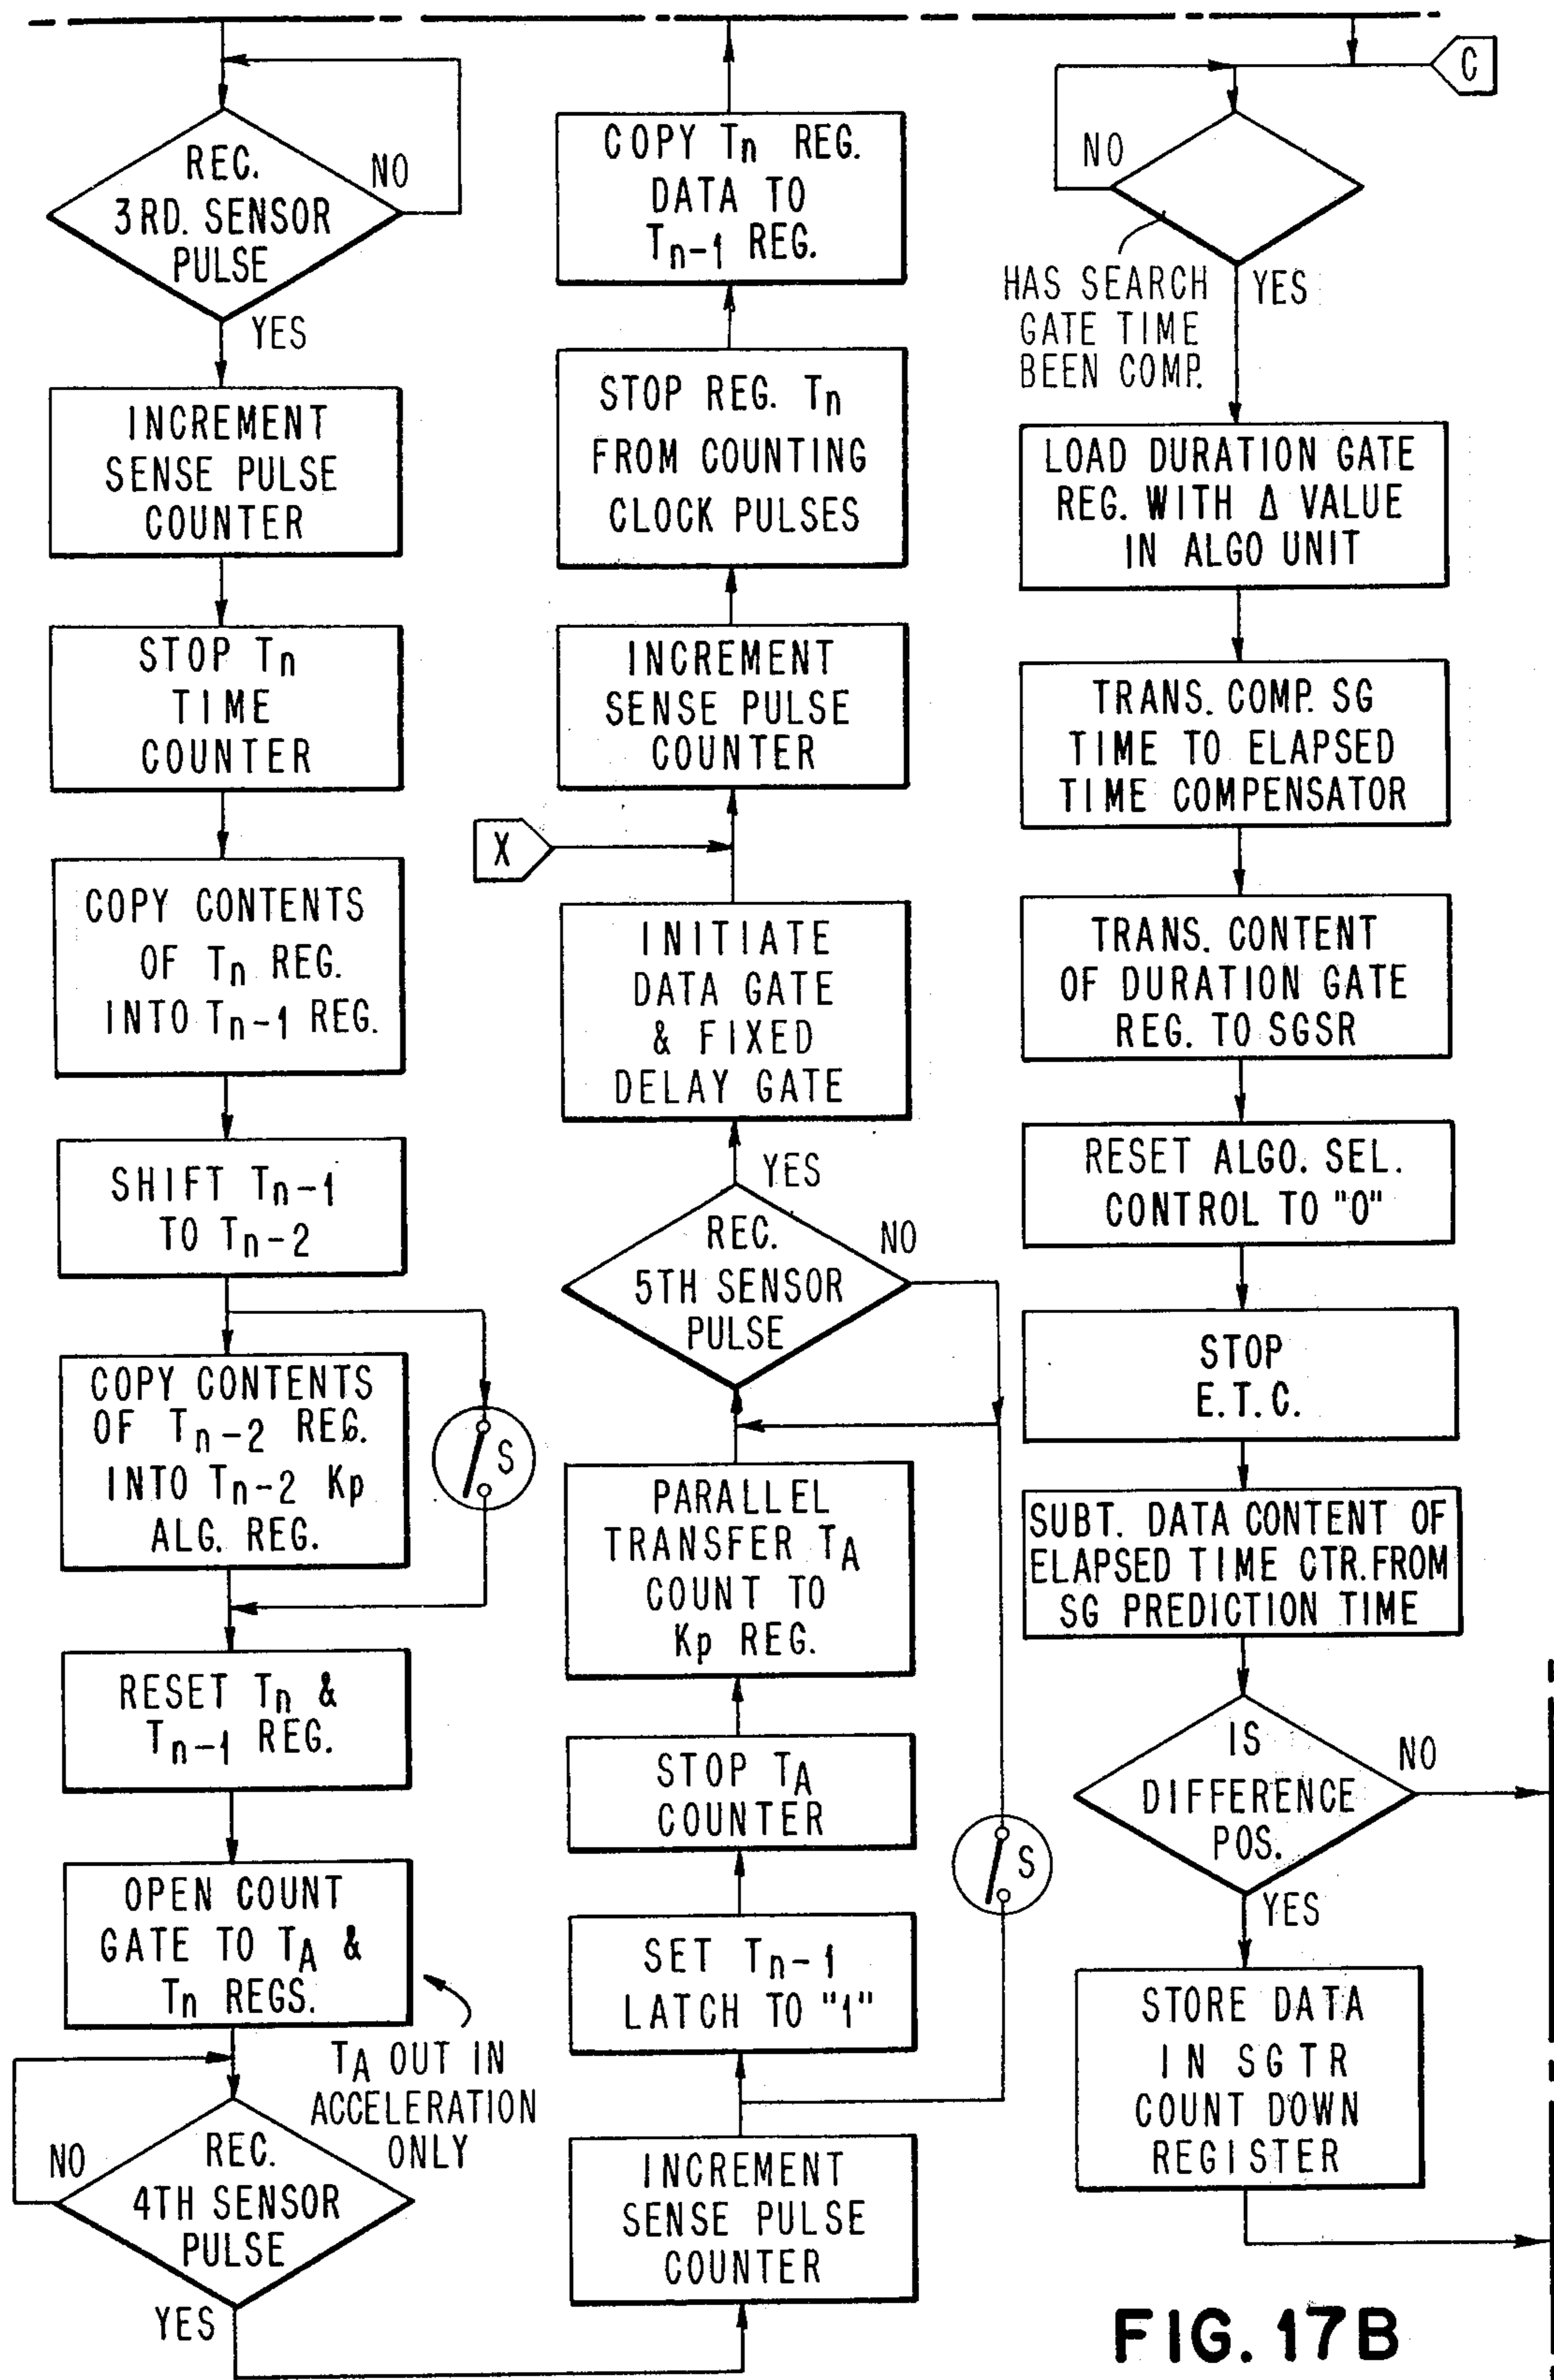 REC.
3RD. SENSOR
PULSE
NO
YES
INCREMENT
SENSE PULSE
COUNTER
STOP Tn
TIME
COUNTER
COPY CONTENTS
OF Tn REG.
INTO Tn-1 REG.
SHIFT Tn-1
TO Tn-2
COPY CONTENTS
OF Tn-2 REG.
INTO Tn-2 Kp
ALG. REG.
S
RESET Tn &
Tn-1 REG.
OPEN COUNT
GATE TO TA &
Tn REGS.
TA OUT IN
ACCELERATION
ONLY
NO
REC.
4TH SENSOR
PULSE
YES
COPY Tn REG.
DATA TO
Tn-1 REG.
STOP REG. Tn
FROM COUNTING
CLOCK PULSES
INCREMENT
SENSE PULSE
COUNTER
X
INITIATE
DATA GATE
& FIXED
DELAY GATE
YES
REC.
5TH SENSOR
PULSE
NO
PARALLEL
TRANSFER TA
COUNT TO
Kp REG.
STOP TA
COUNTER
S
SET Tn-1
LATCH TO "1"
INCREMENT
SENSE PULSE
COUNTER
C
NO
HAS SEARCH
GATE TIME
BEEN COMP.
YES
LOAD DURATION GATE
REG. WITH Δ VALUE
IN ALGO UNIT
TRANS. COMP. SG
TIME TO ELAPSED
TIME COMPENSATOR
TRANS. CONTENT
OF DURATION GATE
REG. TO SGSR
RESET ALGO. SEL.
CONTROL TO "0"
STOP
E.T.C.
SUBT. DATA CONTENT OF
ELAPSED TIME CTR. FROM
SG PREDICTION TIME
IS
DIFFERENCE
POS.
NO
YES
STORE DATA
IN SGTR
COUNT DOWN
REGISTER
FIG. 17B